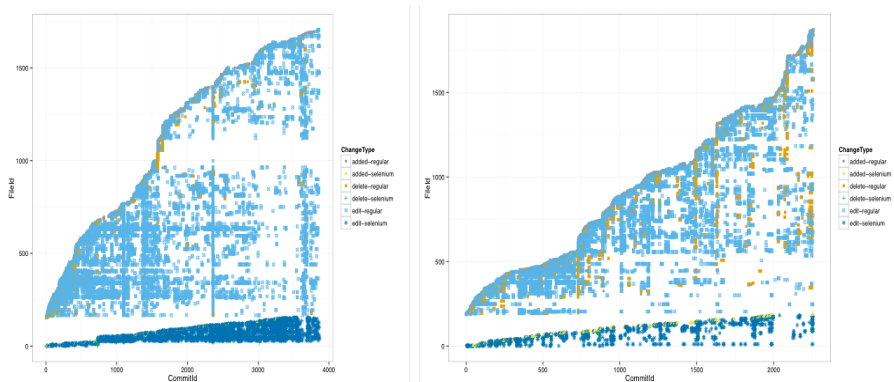 1500
1000
500
0
FileId
0
1000
2000
3000
4000
CommitId
ChangeType
added−regular
added−selenium
delete−regular
delete−selenium
edit−regular
edit−selenium
1500
1000
500
0
FileId
0
500
1000
1500
2000
CommitId
ChangeType
added−regular
added−selenium
delete−regular
delete−selenium
edit−regular
edit−selenium